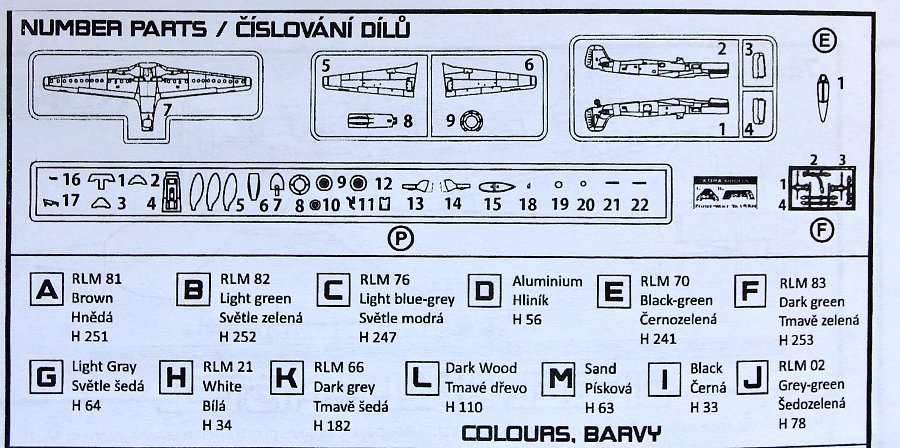 NUMBER PARTS / ČÍSLOVÁNÍ DÍLŮ
E
7
5 6
8 9
2 3
1 4
1
16 1 2 4 5 6 7 8 9 12 13 14 15 18 19 20 21 22
17 3 10 11
P
2 3
1
4
F
A RLM 81
Brown
Hnědá
H 251
B RLM 82
Light green
Světle zelená
H 252
C RLM 76
Light blue-grey
Světle modrá
H 247
D Aluminium
Hliník
H 56
E RLM 70
Black-green
Černozelená
H 241
F RLM 83
Dark green
Tmavě zelená
H 253
G Light Gray
Světle šedá
H 64
H RLM 21
White
Bílá
H 34
K RLM 66
Dark grey
Tmavě šedá
H 182
L Dark Wood
Tmavé dřevo
H 110
M Sand
Písková
H 63
I Black
Černá
H 33
J RLM 02
Grey-green
Šedozelená
H 78
COLOURS, BARVY